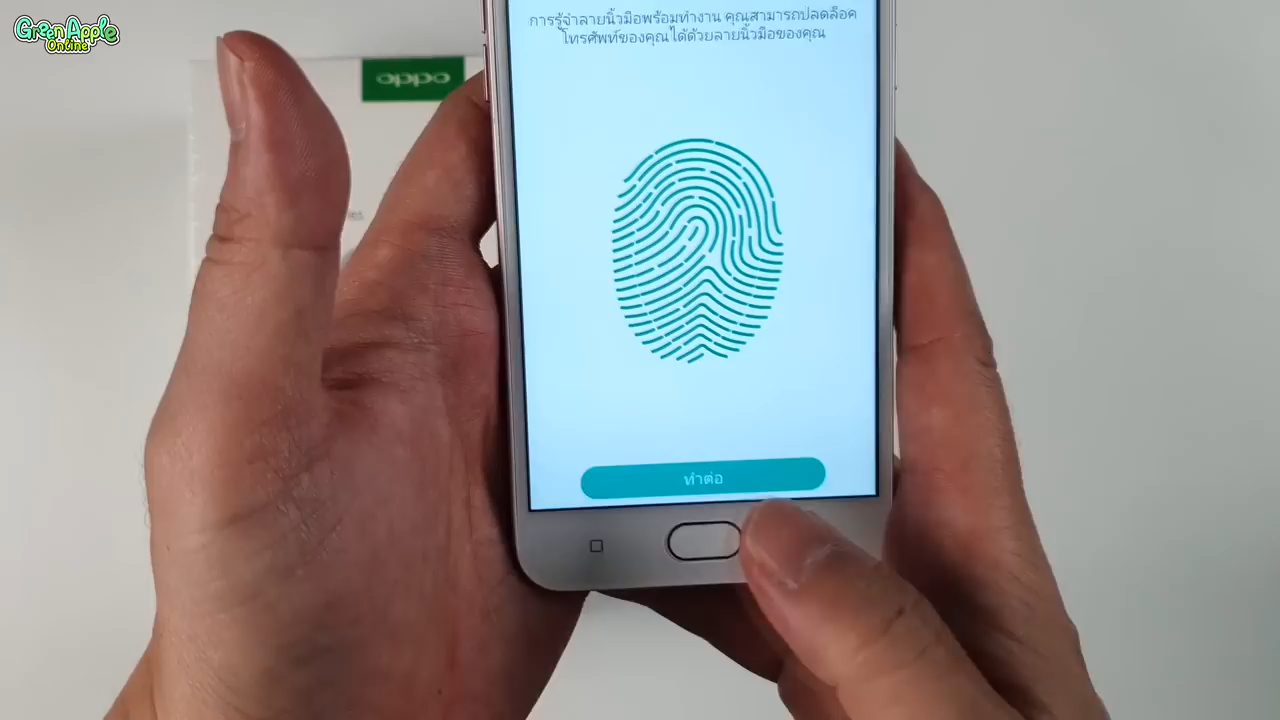 GreenApple
Online
oppo
การรู้จำลายนิ้วมือพร้อมทำงาน คุณสามารถปลดล็อค
โทรศัพท์ของคุณได้ด้วยลายนิ้วมือของคุณ
ทำต่อ